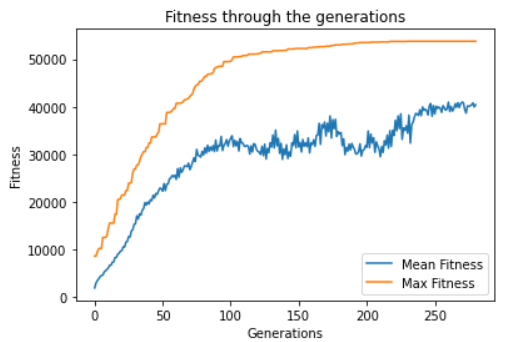 Fitness through the generations
50000
40000
30000
20000
10000
0
Fitness
0 50 100 150 200 250
Generations
Mean Fitness
Max Fitness